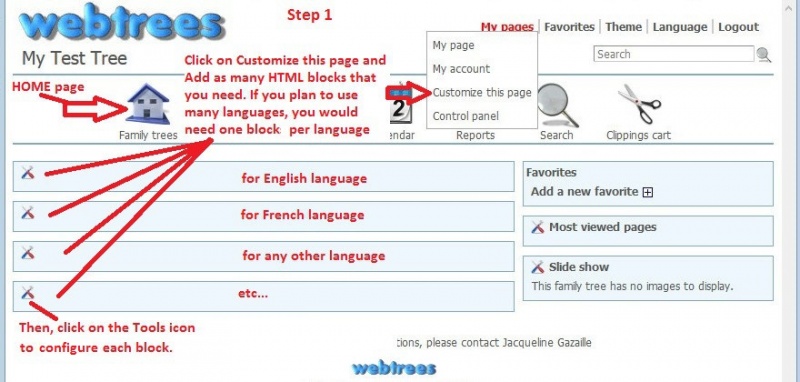 webtrees
Step 1
My pages Favorites Theme Language Logout
My Test Tree
My page
My account
Customize this page
Control panel
Search
HOME page
Click on Customize this page and
Add as many HTML blocks that
you need. If you plan to use
many languages, you would
need one block per language
2
Family trees
endar
Reports
Search
Clippings cart
for English language
for French language
for any other language
etc...
Favorites
Add a new favorite
Most viewed pages
Slide show
This family tree has no images to display.
Then, click on the Tools icon
to configure each block.
tions, please contact Jacqueline Gazaille
webtrees